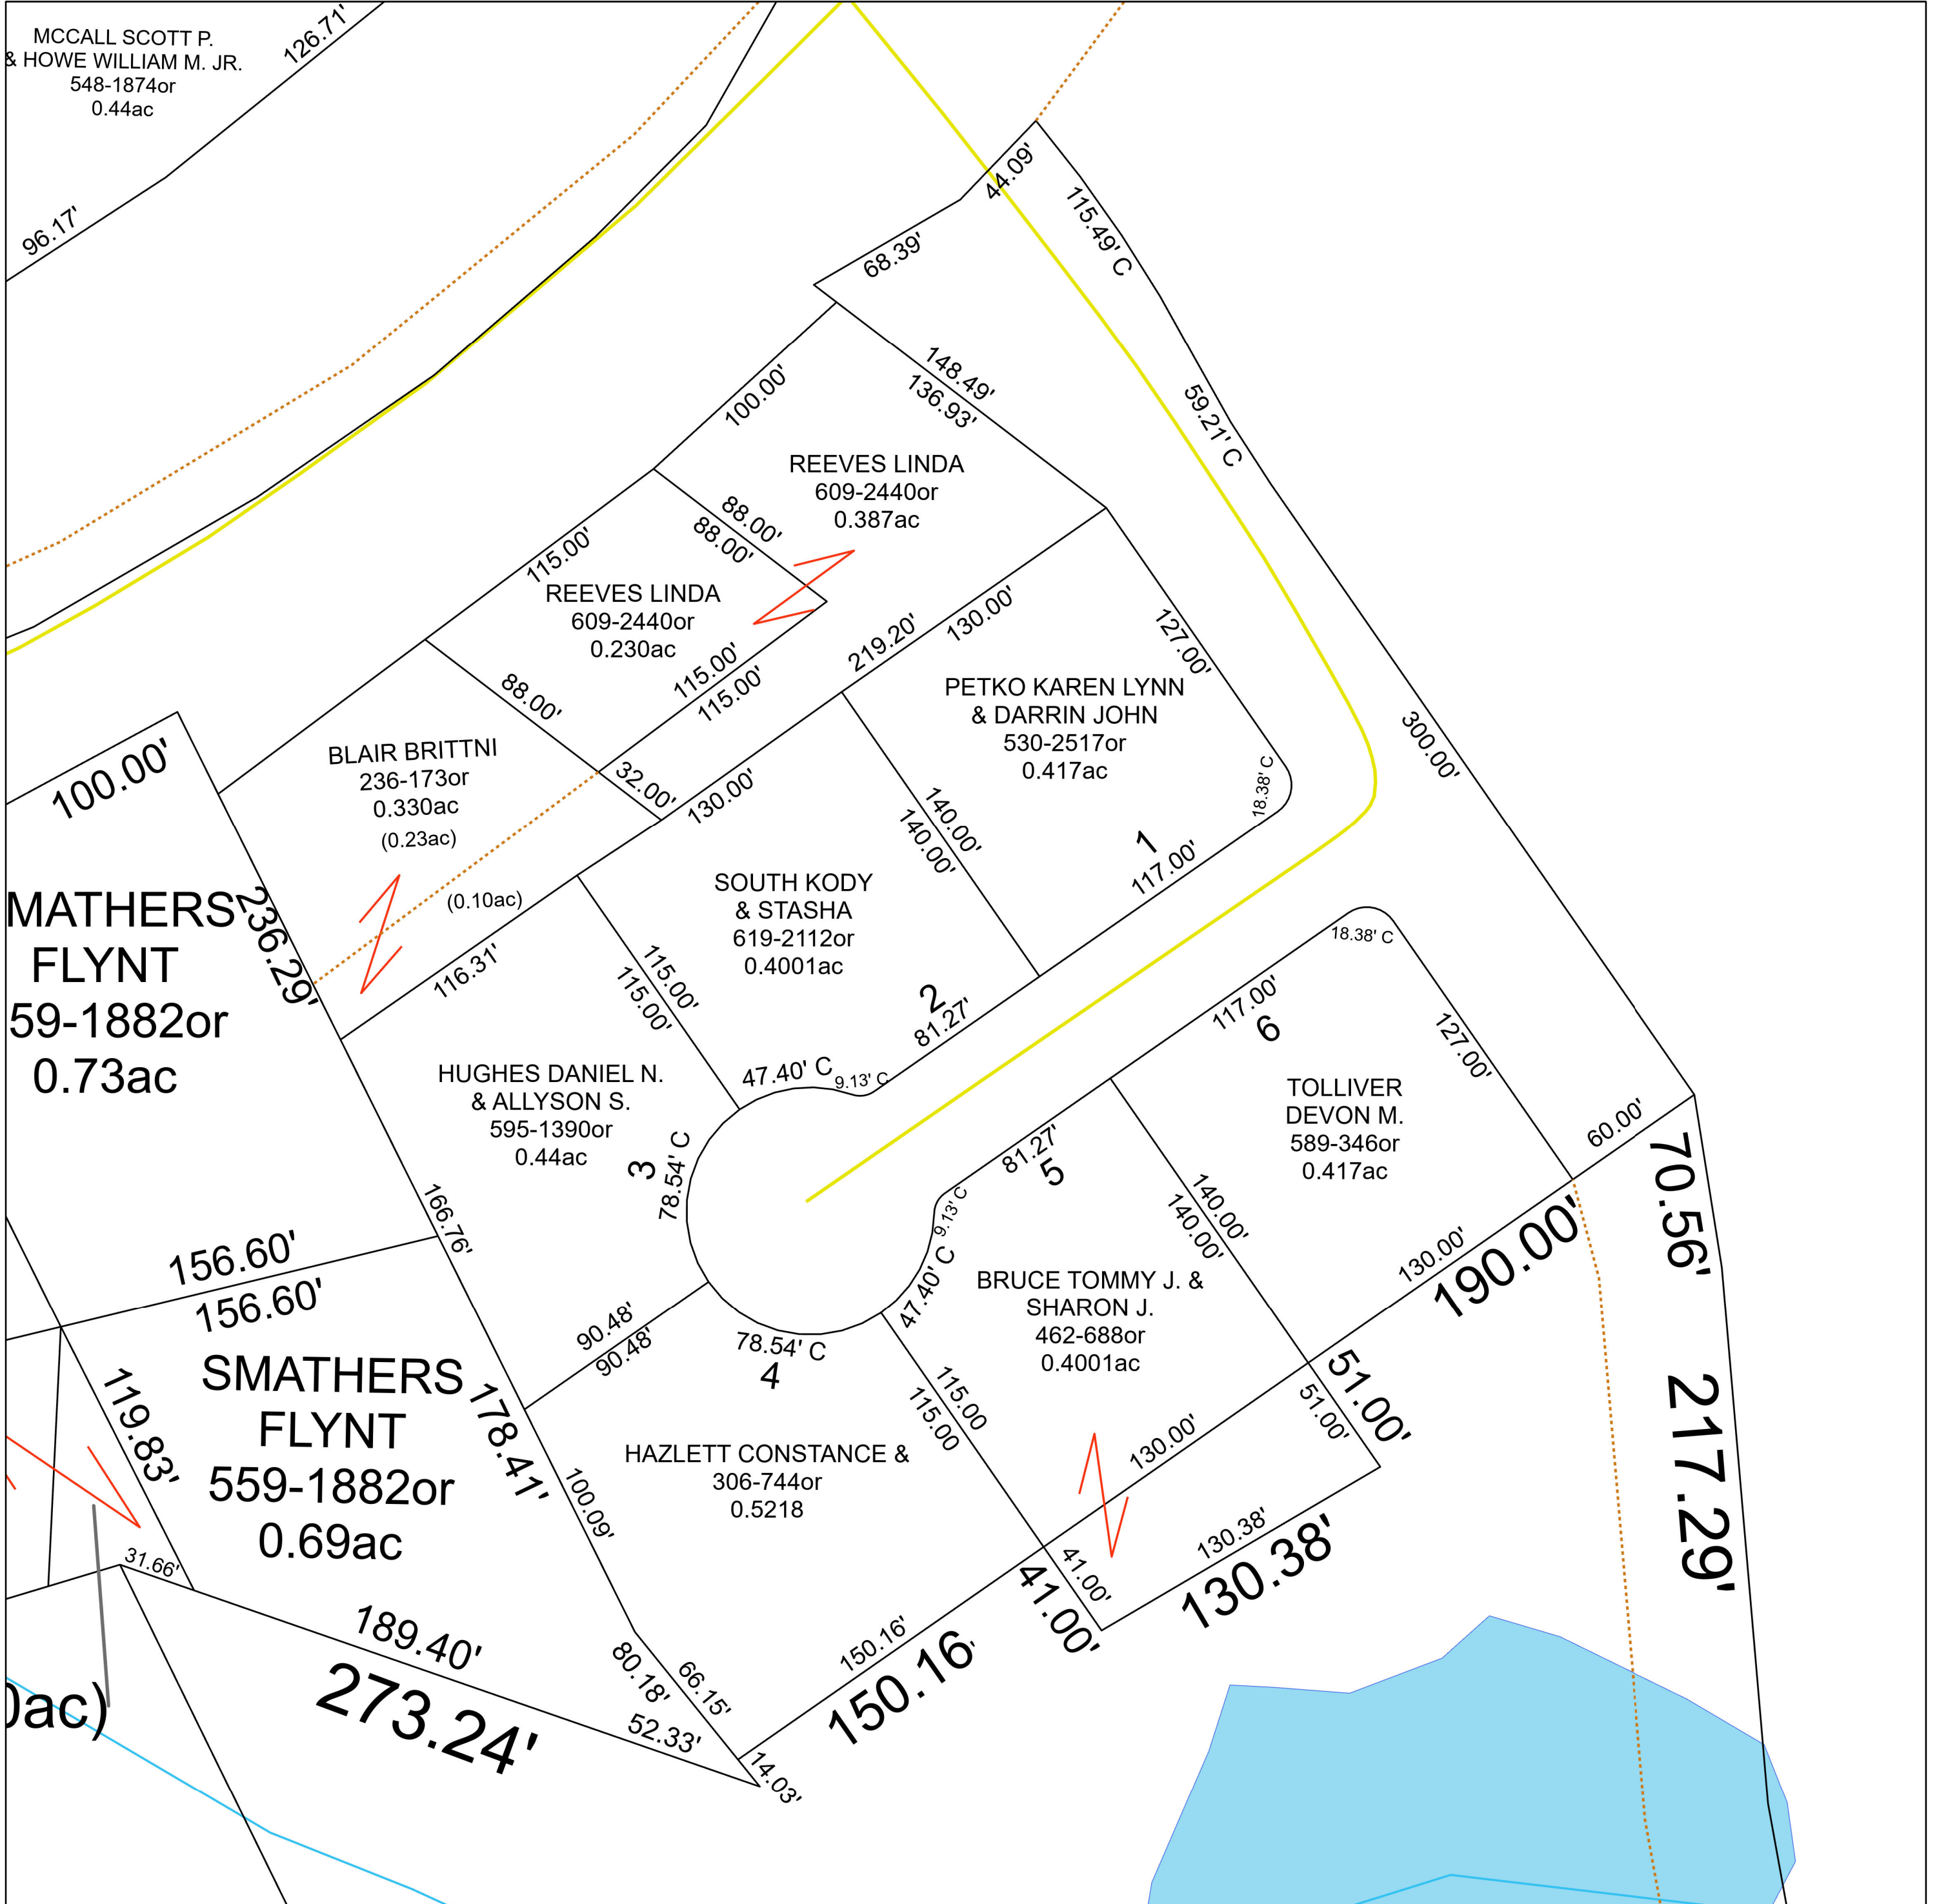 MCCALL SCOTT P.
& HOWE WILLIAM M. JR.
548-1874or
0.44ac
126.71'
96.17'
44.09'
68.39'
115.49' C
59.21' C
148.49'
136.93'
100.00'
REEVES LINDA
609-2440or
0.387ac
88.00'
88.00'
115.00'
REEVES LINDA
609-2440or
0.230ac
115.00'
115.00'
219.20'
130.00'
127.00'
88.00'
32.00'
130.00'
PETKO KAREN LYNN
& DARRIN JOHN
530-2517or
0.417ac
18.38' C
300.00'
1
117.00'
140.00'
140.00'
100.00'
BLAIR BRITTNI
236-173or
0.330ac
(0.23ac)
(0.10ac)
116.31'
236.29'
MATHERS
FLYNT
59-1882or
0.73ac
SOUTH KODY
& STASHA
619-2112or
0.4001ac
2
81.27'
115.00'
115.00'
47.40' C
9.13' C
HUGHES DANIEL N.
& ALLYSON S.
595-1390or
0.44ac
3
78.54' C
166.76'
18.38' C
117.00'
6
127.00'
TOLLIVER
DEVON M.
589-346or
0.417ac
60.00'
70.56'
81.27'
5
9.13' C
47.40' C
140.00'
140.00'
130.00'
190.00'
BRUCE TOMMY J. &
SHARON J.
462-688or
0.4001ac
156.60'
156.60'
90.48'
90.48'
78.54' C
4
115.00
115.00
51.00'
51.00'
217.29'
SMATHERS
FLYNT
559-1882or
0.69ac
119.83'
178.41'
100.09'
HAZLETT CONSTANCE &
306-744or
0.5218
130.00'
130.38'
130.38'
41.00'
41.00'
31.66'
189.40'
273.24'
80.18'
66.15'
52.33'
14.03'
150.16'
150.16'
0ac)